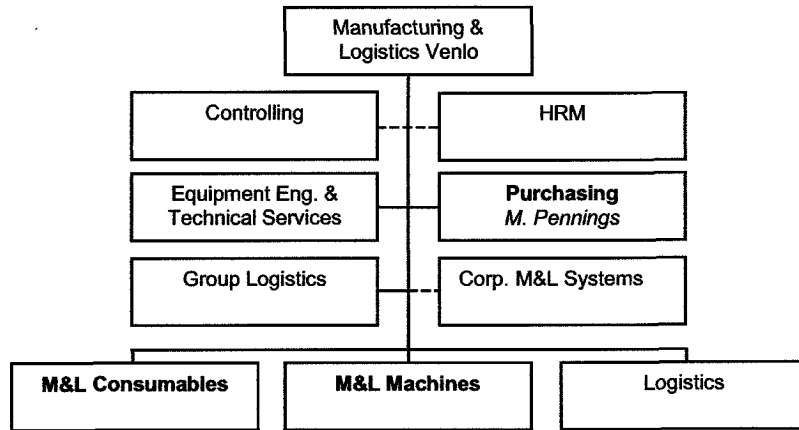 Manufacturing &
Logistics Venlo
Controlling
HRM
Equipment Eng. &
Technical Services
Purchasing
M. Pennings
Group Logistics
Corp. M&L Systems
M&L Consumables
M&L Machines
Logistics